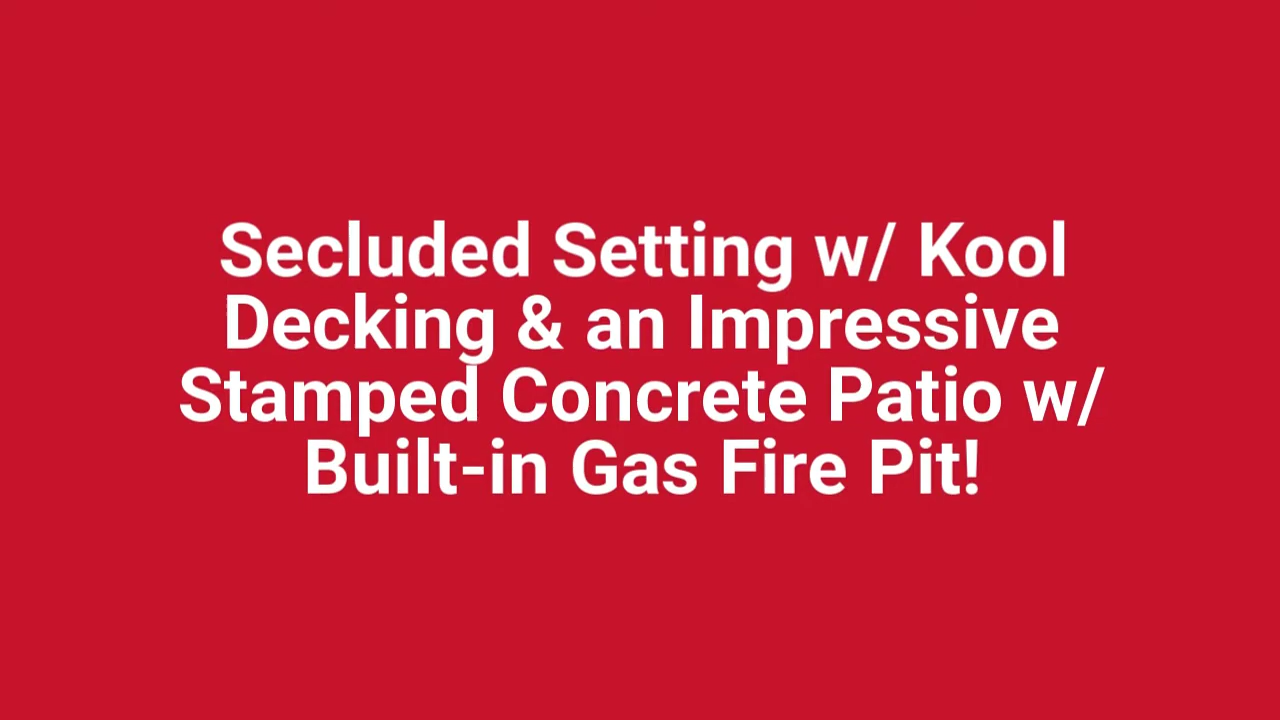 Secluded Setting w/ Kool
Decking & an Impressive
Stamped Concrete Patio w/
Built-in Gas Fire Pit!